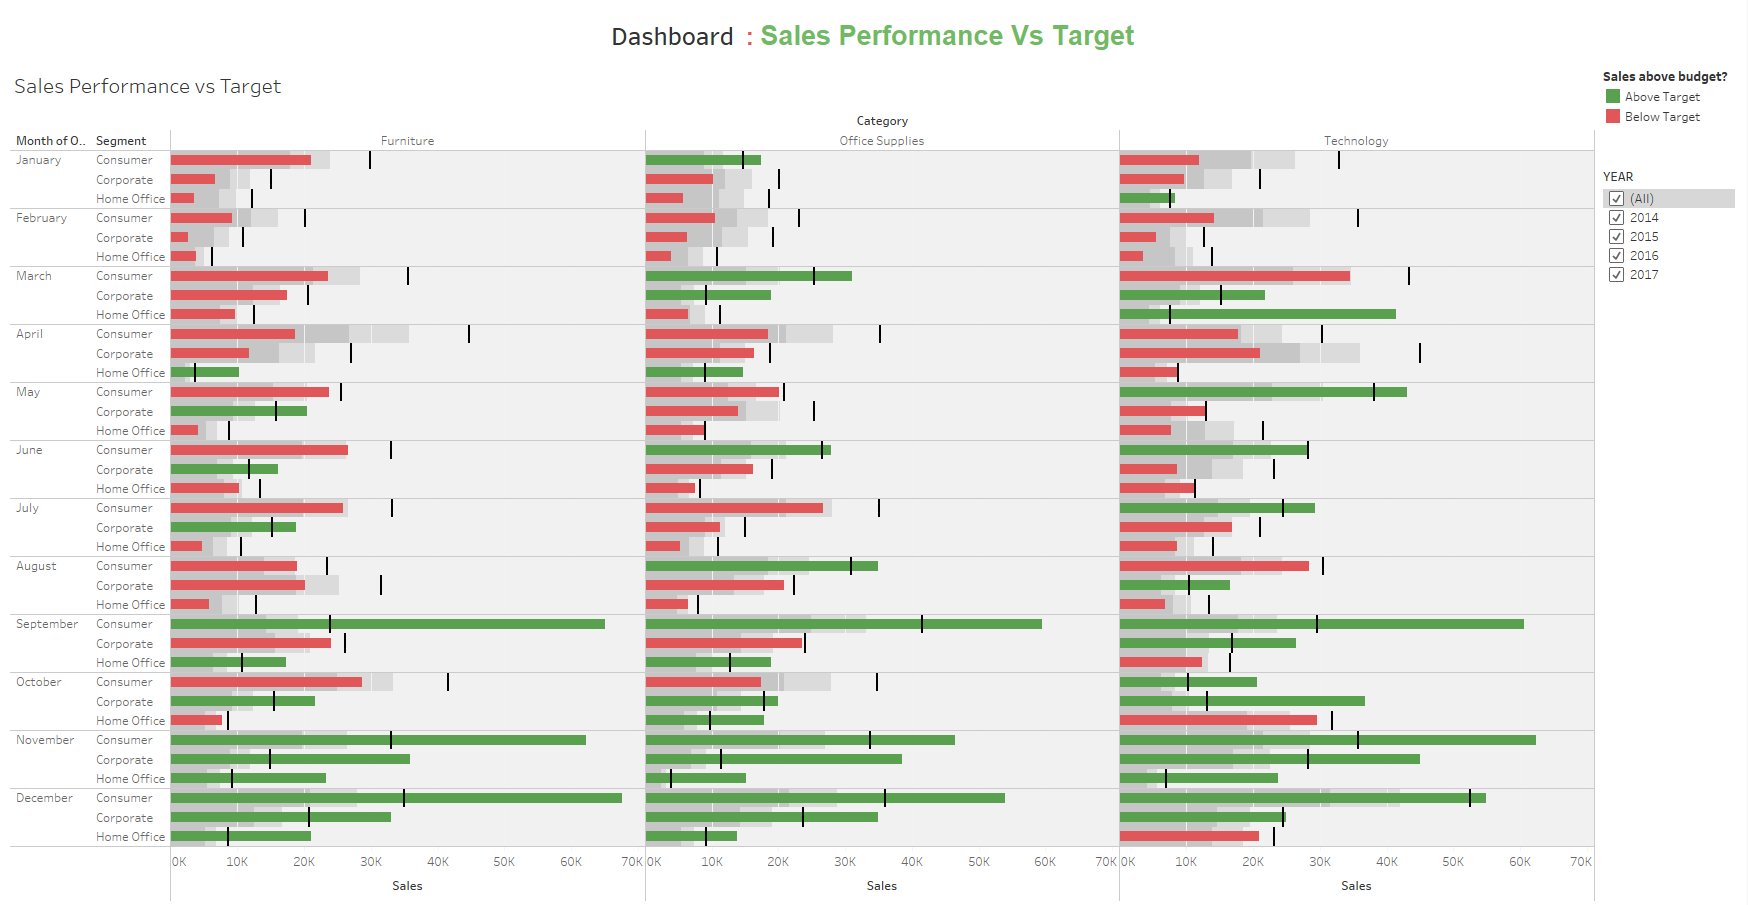 Dashboard : Sales Performance Vs Target
Sales Performance vs Target
Sales above budget?
Above Target
Below Target
Category
Month of O.. Segment Furniture Office Supplies Technology
January Consumer
Corporate
Home Office
February Consumer
Corporate
Home Office
March Consumer
Corporate
Home Office
April Consumer
Corporate
Home Office
May Consumer
Corporate
Home Office
June Consumer
Corporate
Home Office
July Consumer
Corporate
Home Office
August Consumer
Corporate
Home Office
September Consumer
Corporate
Home Office
October Consumer
Corporate
Home Office
November Consumer
Corporate
Home Office
December Consumer
Corporate
Home Office
0K 10K 20K 30K 40K 50K 60K 70K 0K 10K 20K 30K 40K 50K 60K 70K 0K 10K 20K 30K 40K 50K 60K 70K
Sales Sales Sales
YEAR
(All)
2014
2015
2016
2017